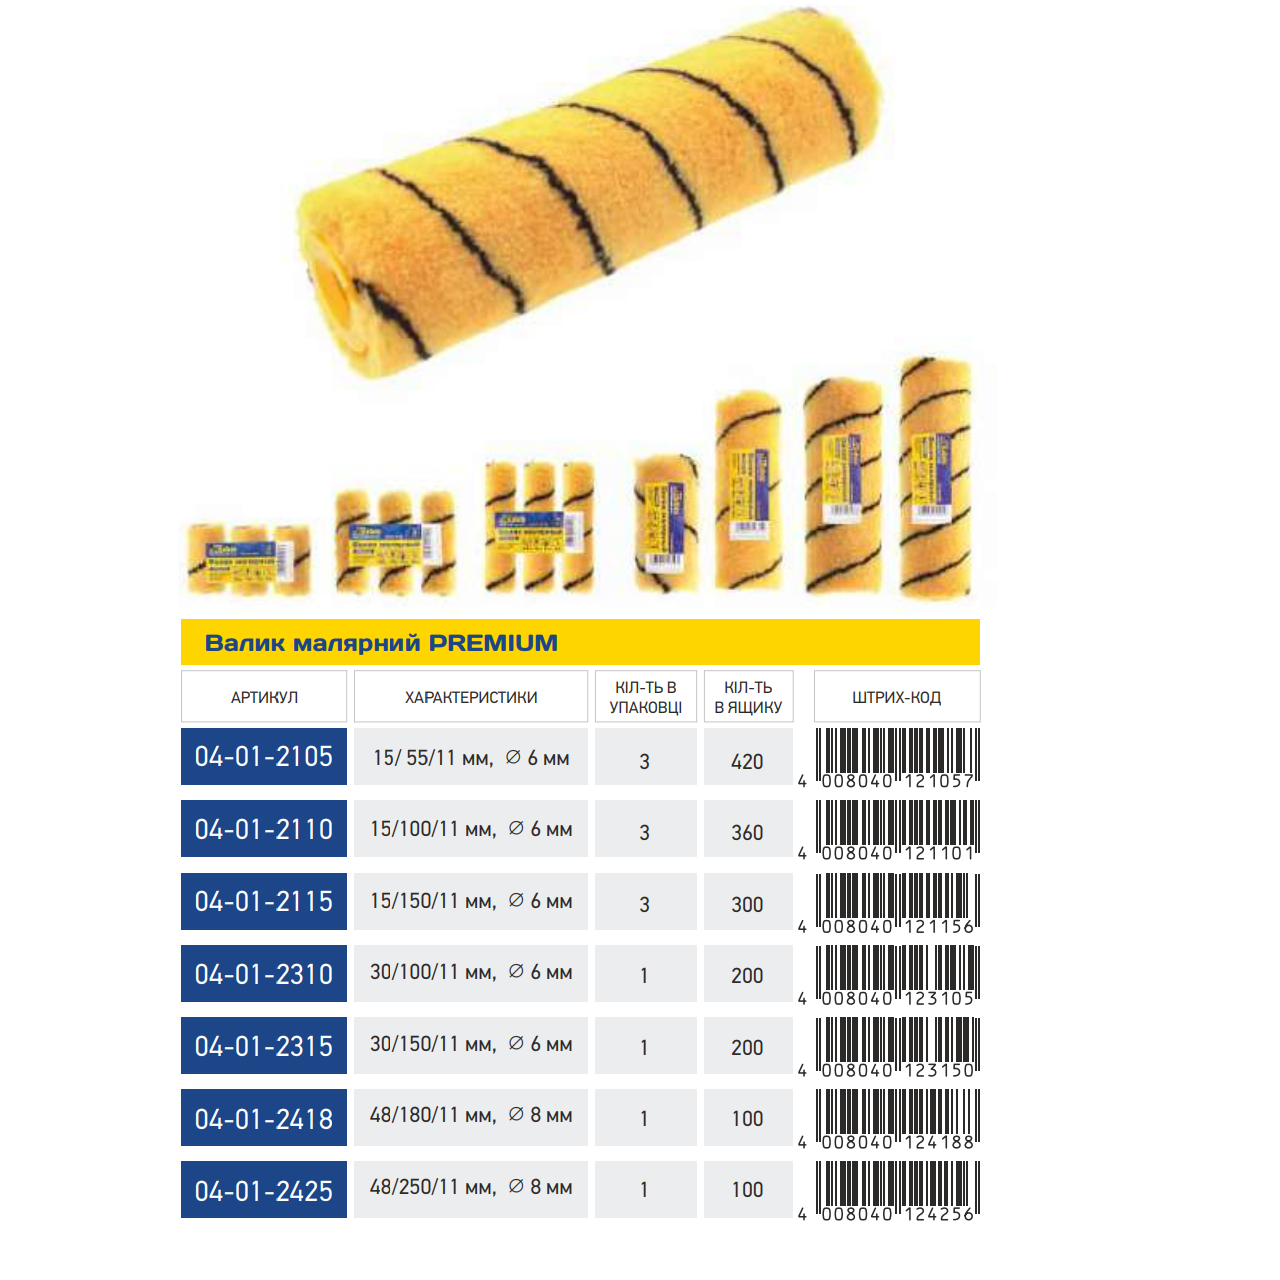 Валик малярний PREMIUM
АРТИКУЛ ХАРАКТЕРИСТИКИ КІЛ-ТЬ В УПАКОВЦІ КІЛ-ТЬ В ЯЩИКУ ШТРИХ-КОД
04-01-2105 15/ 55/11 мм, ∅ 6 мм 3 420 4 008040 121057
04-01-2110 15/100/11 мм, ∅ 6 мм 3 360 4 008040 121101
04-01-2115 15/150/11 мм, ∅ 6 мм 3 300 4 008040 121156
04-01-2310 30/100/11 мм, ∅ 6 мм 1 200 4 008040 123105
04-01-2315 30/150/11 мм, ∅ 6 мм 1 200 4 008040 123150
04-01-2418 48/180/11 мм, ∅ 8 мм 1 100 4 008040 124188
04-01-2425 48/250/11 мм, ∅ 8 мм 1 100 4 008040 124256